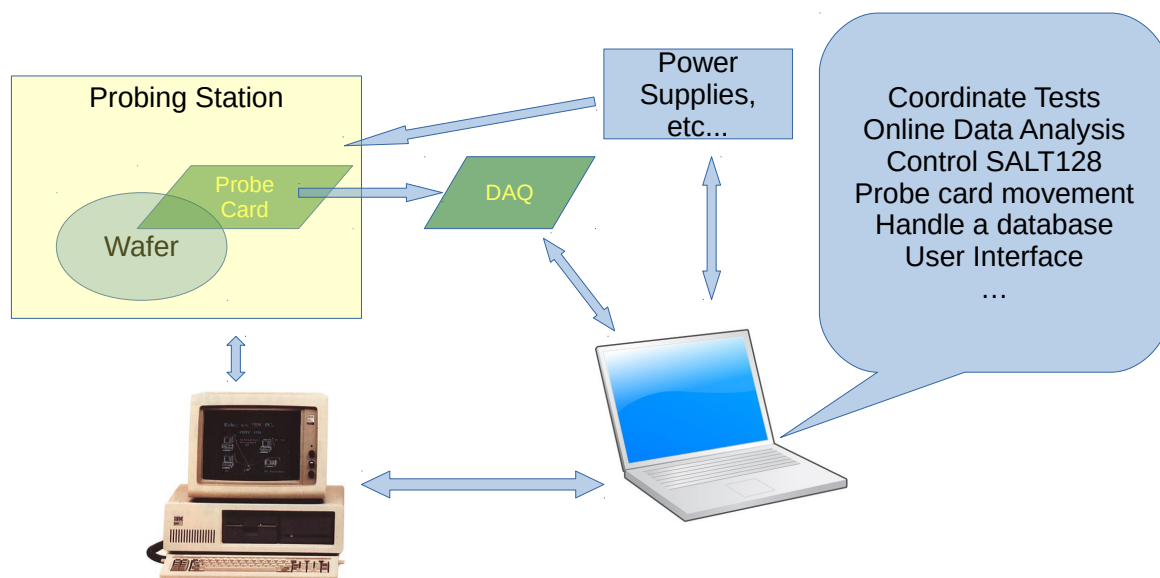 Probing Station
Probe
Card
Wafer
DAQ
Power
Supplies,
etc...
Coordinate Tests
Online Data Analysis
Control SALT128
Probe card movement
Handle a database
User Interface
...
IBM